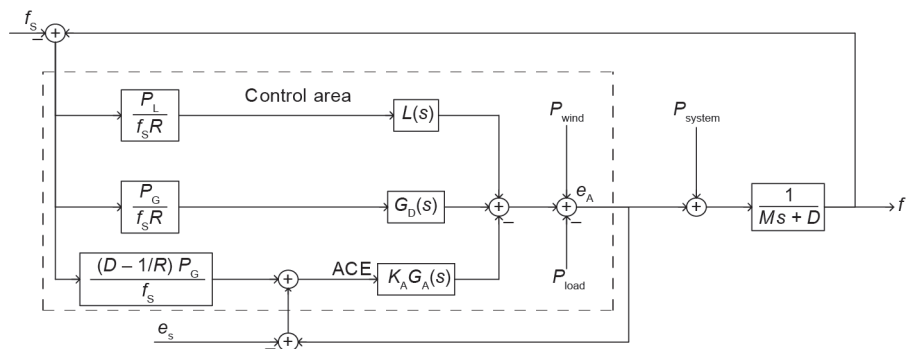 f_S
−
+
Control area
P_L
f_S R
L(s)
P_wind
P_system
P_G
f_S R
G_D(s)
+
−
+
−
e_A
+
1
Ms + D
f
(D − 1/R) P_G
f_S
+
ACE
K_A G_A(s)
P_load
e_s
−
+